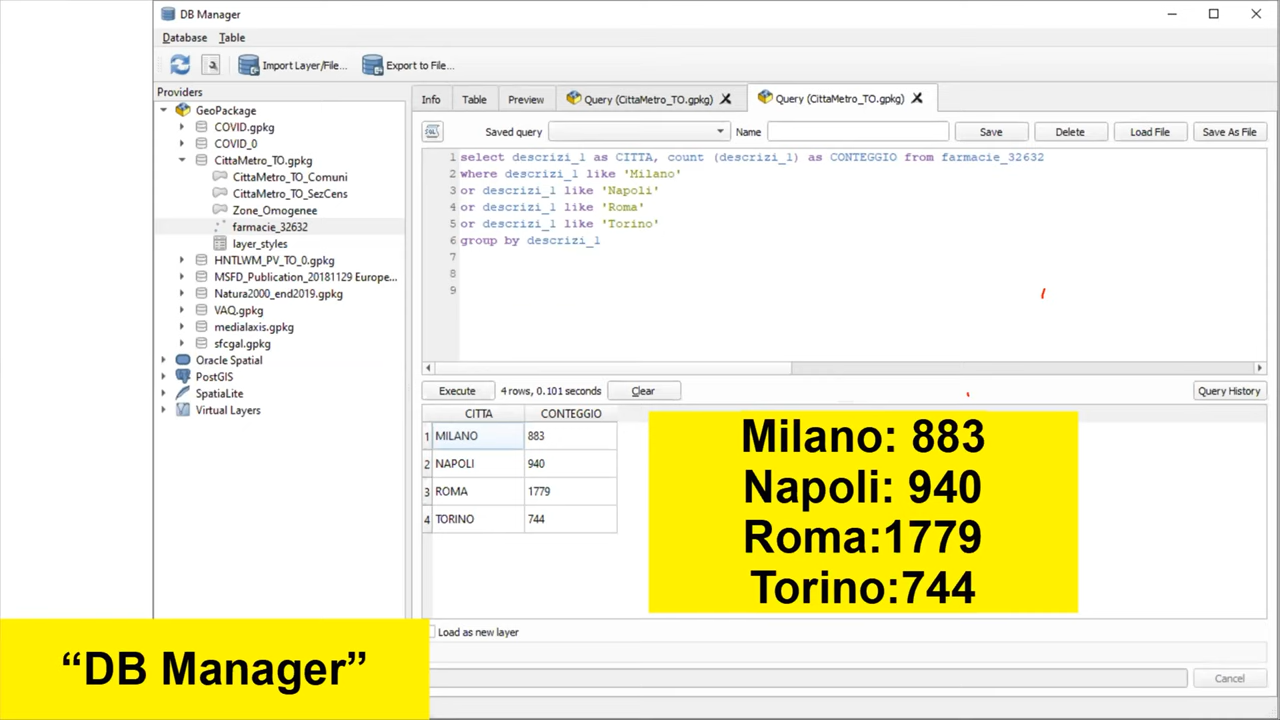 DB Manager
Database Table
Import Layer/File... Export to File...
Providers
GeoPackage
COVID.gpkg
COVID_0
CittaMetro_TO.gpkg
CittaMetro_TO_Comuni
CittaMetro_TO_SezCens
Zone_Omogenee
farmacie_32632
layer_styles
HNTLWM_PV_TO_0.gpkg
MSFD_Publication_20181129 Europe...
Natura2000_end2019.gpkg
VAQ.gpkg
medialaxis.gpkg
sfcgal.gpkg
Oracle Spatial
PostGIS
SpatiaLite
Virtual Layers
Info Table Preview Query (CittaMetro_TO.gpkg) Query (CittaMetro_TO.gpkg)
Saved query Name Save Delete Load File Save As File
1 select descrizi_1 as CITTA, count (descrizi_1) as CONTEGGIO from farmacie_32632
2 where descrizi_1 like 'Milano'
3 or descrizi_1 like 'Napoli'
4 or descrizi_1 like 'Roma'
5 or descrizi_1 like 'Torino'
6 group by descrizi_1
7
8
9
Execute 4 rows, 0.101 seconds Clear Query History
CITTA CONTEGGIO
1 MILANO 883
2 NAPOLI 940
3 ROMA 1779
4 TORINO 744
Milano: 883
Napoli: 940
Roma:1779
Torino:744
Load as new layer
Cancel
“DB Manager”